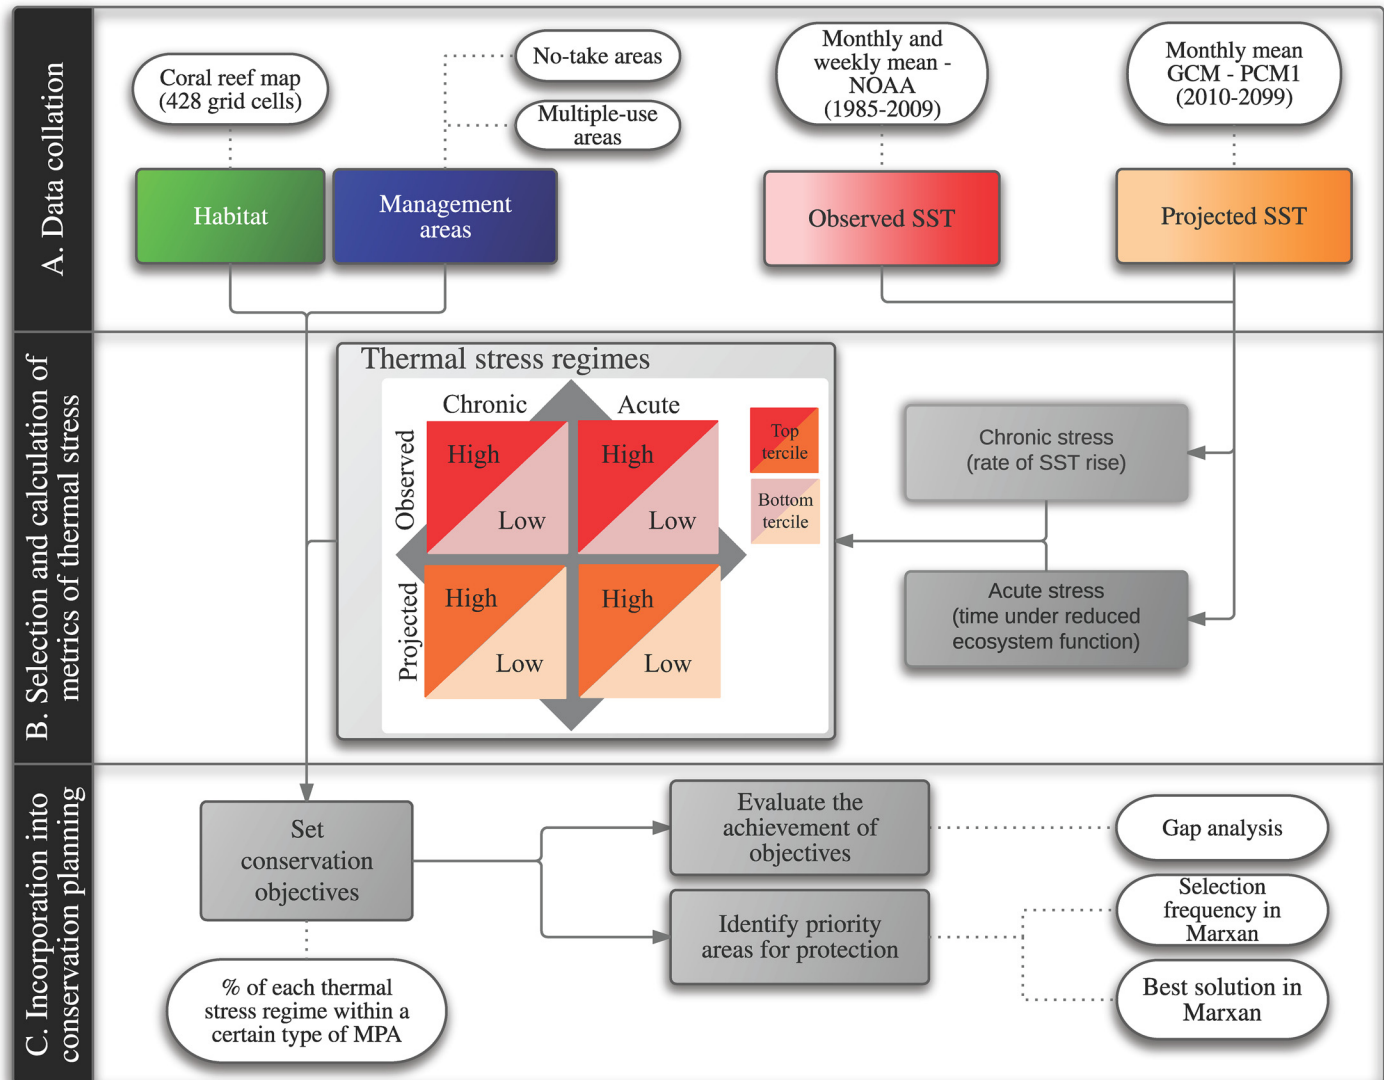 A. Data collation
Coral reef map
(428 grid cells)
No-take areas
Multiple-use
areas
Monthly and
weekly mean -
NOAA
(1985-2009)
Monthly mean
GCM - PCM1
(2010-2099)
Habitat
Management
areas
Observed SST
Projected SST
B. Selection and calculation of
metrics of thermal stress
Thermal stress regimes
Chronic
Acute
Observed
High
Low
High
Low
Top
tercile
Bottom
tercile
Projected
High
Low
High
Low
Chronic stress
(rate of SST rise)
Acute stress
(time under reduced
ecosystem function)
C. Incorporation into
conservation planning
Set
conservation
objectives
% of each thermal
stress regime within a
certain type of MPA
Evaluate the
achievement of
objectives
Identify priority
areas for protection
Gap analysis
Selection
frequency in
Marxan
Best solution in
Marxan